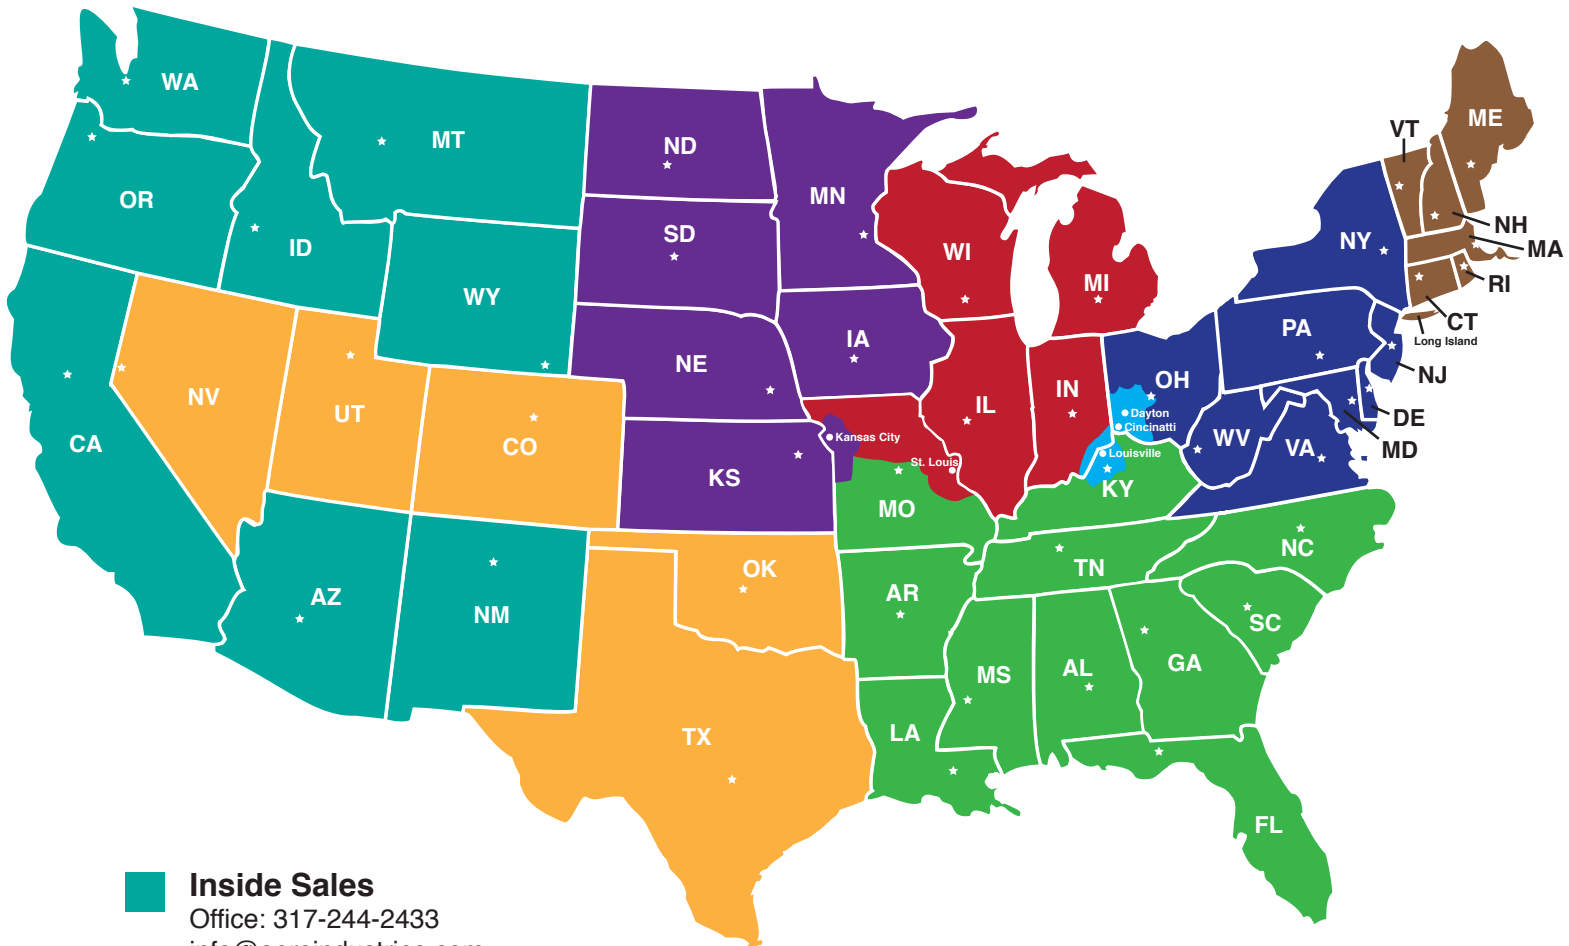 WA
MT
ND
MN
OR
ID
SD
WI
MI
VT
ME
NH
NY
MA
RI
WY
PA
CT
Long Island
NJ
NE
IA
NV
UT
CO
CA
KS
IL
IN
OH
Dayton
Cincinatti
Kansas City
St. Louis
Louisville
KY
WV
VA
DE
MD
MO
AZ
NM
OK
AR
TN
NC
SC
MS
AL
GA
TX
LA
FL
Inside Sales
Office: 317-244-2433
info@aeroindustries.com